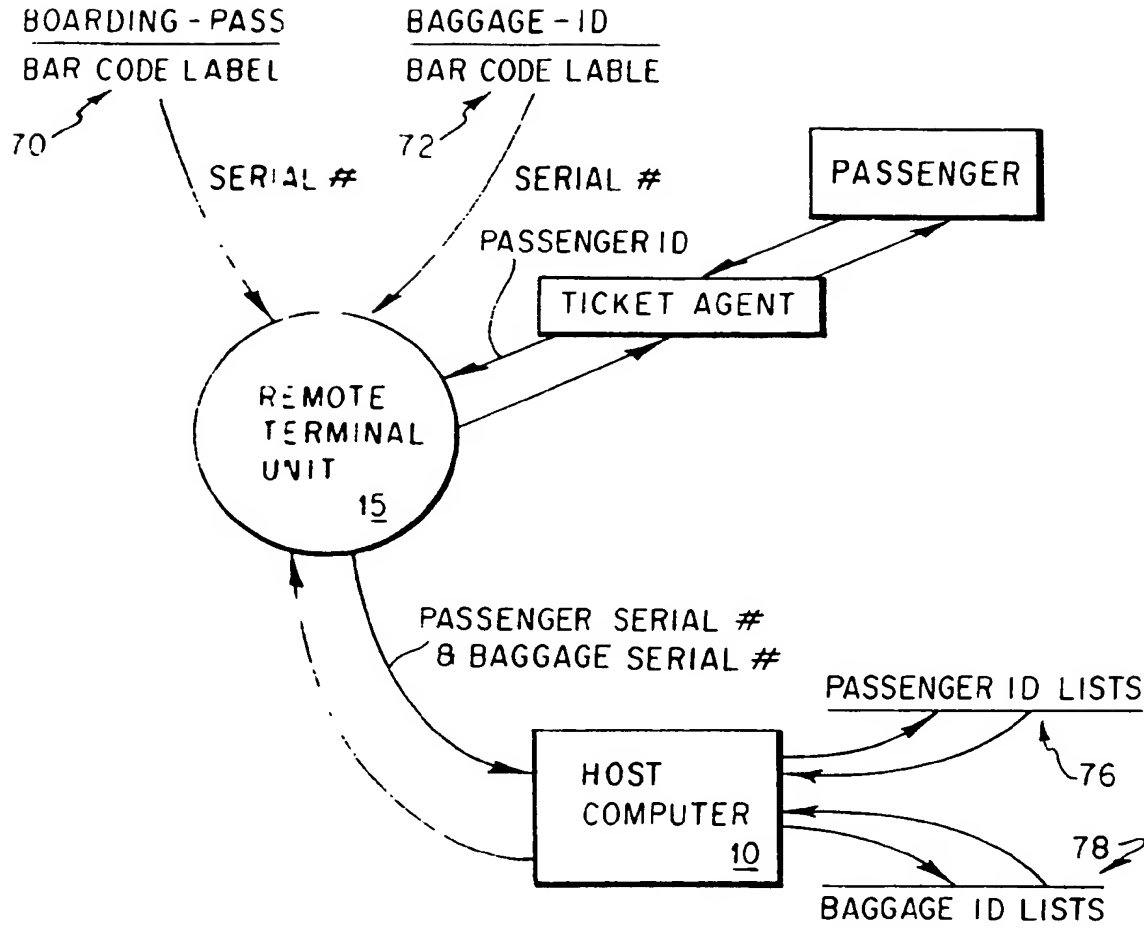 BOARDING-PASS
BAR CODE LABEL
70
BAGGAGE-ID
BAR CODE LABLE
72
SERIAL #
SERIAL #
PASSENGER
PASSENGER ID
TICKET AGENT
REMOTE
TERMINAL
UNIT
15
PASSENGER SERIAL #
& BAGGAGE SERIAL #
PASSENGER ID LISTS
76
HOST
COMPUTER
10
78
BAGGAGE ID LISTS